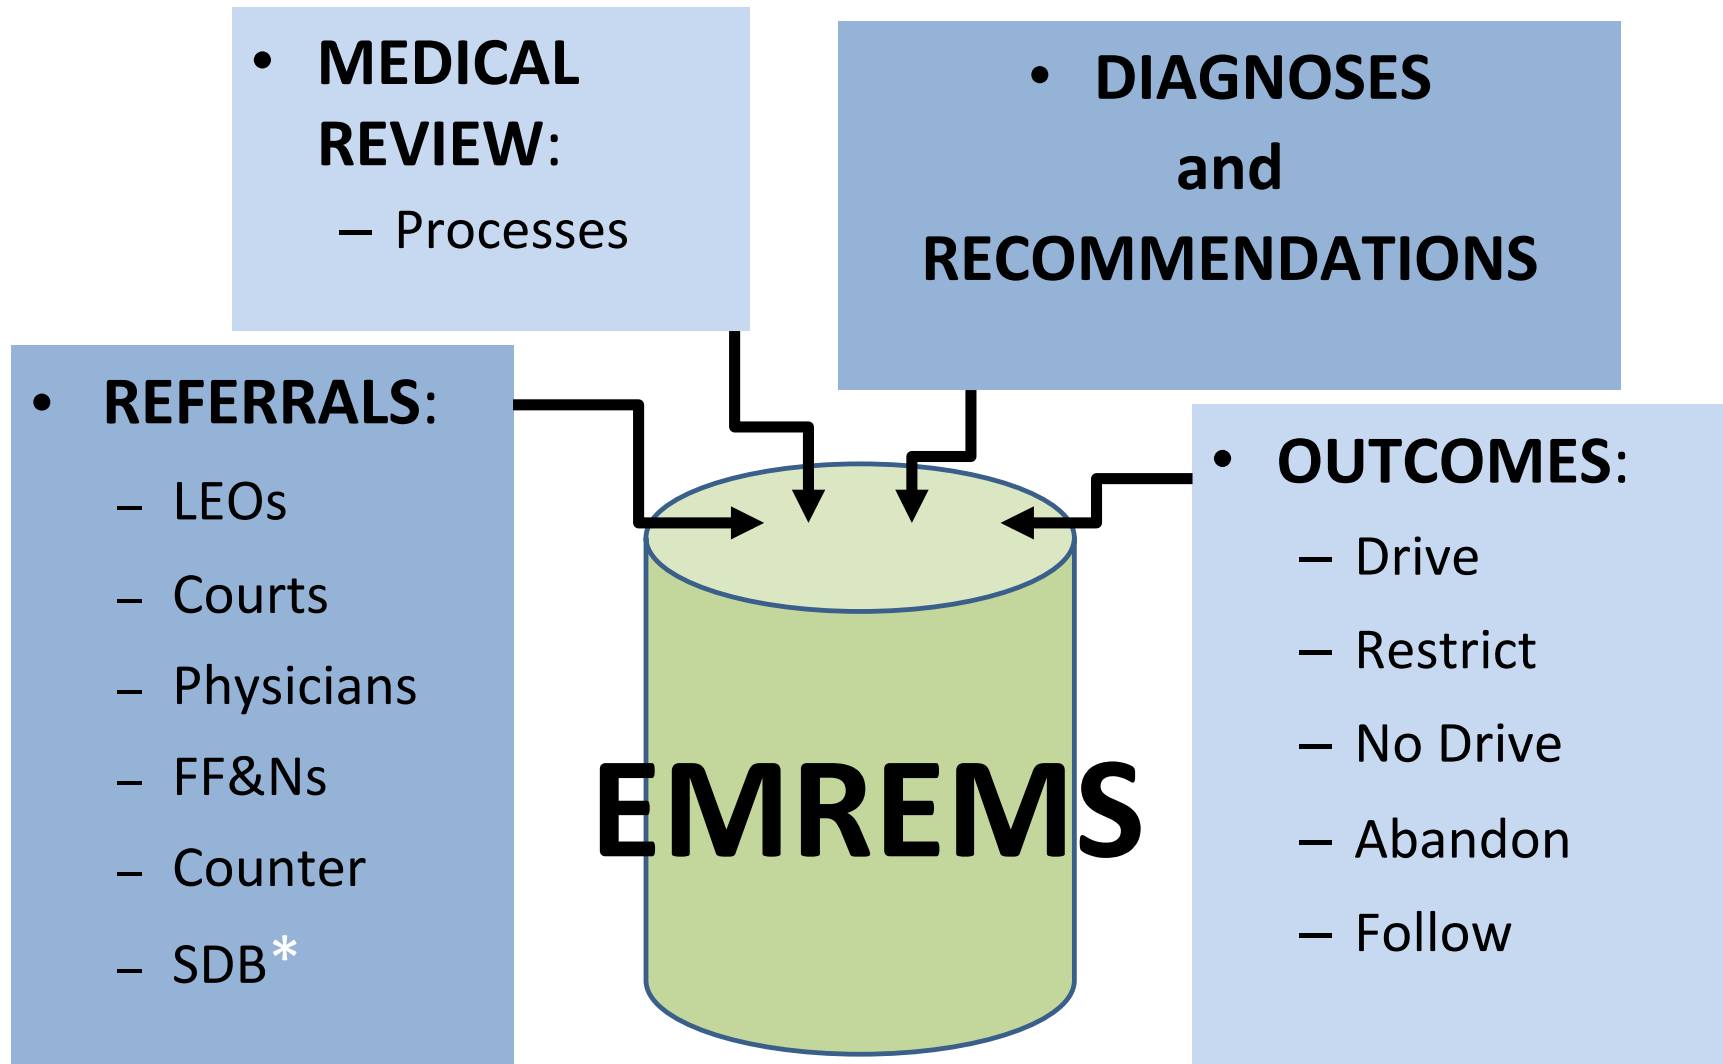 • MEDICAL
REVIEW:
– Processes
• DIAGNOSES
and
RECOMMENDATIONS
• REFERRALS:
– LEOs
– Courts
– Physicians
– FF&Ns
– Counter
– SDB*
EMREMS
• OUTCOMES:
– Drive
– Restrict
– No Drive
– Abandon
– Follow